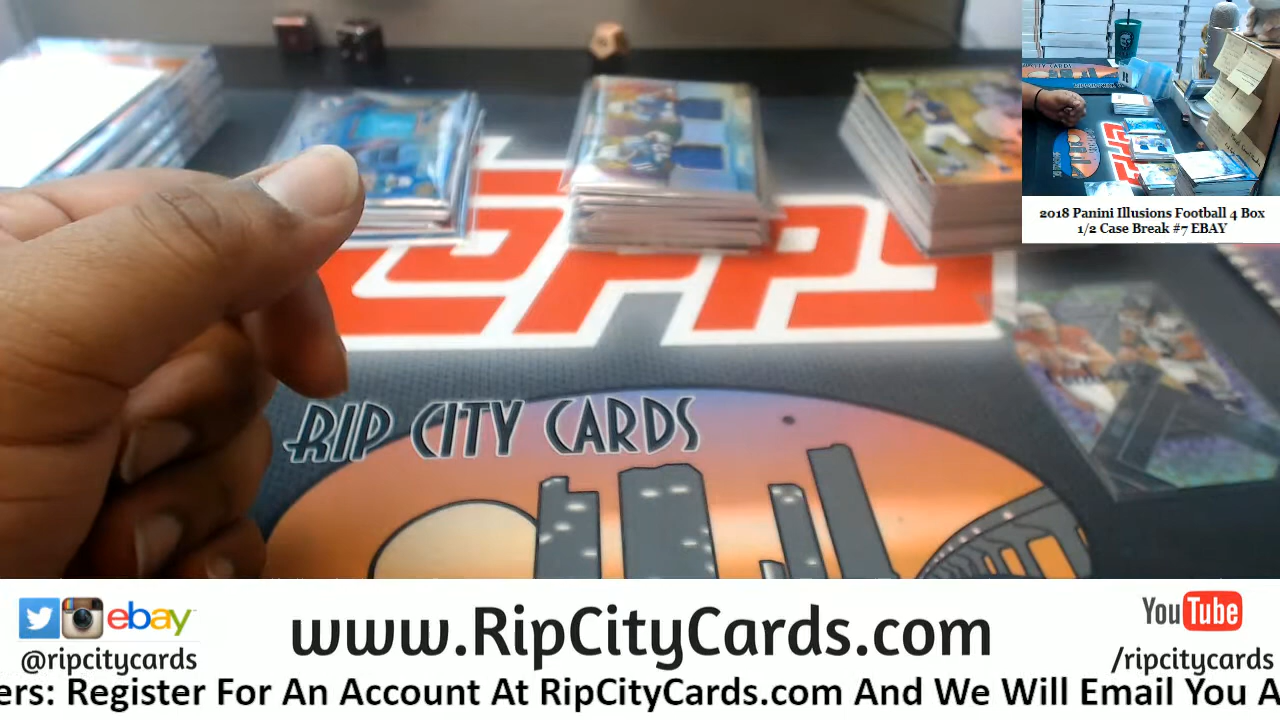 2018 Panini Illusions Football 4 Box
1/2 Case Break #7 EBAY
TOPPS
RIP CITY CARDS
ebay
@ripcitycards
www.RipCityCards.com
YouTube
/ripcitycards
ers: Register For An Account At RipCityCards.com And We Will Email You A